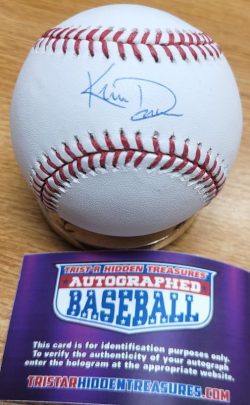 TRISTAR HIDDEN TREASURES
AUTOGRAPHED
BASEBALL
This card is for identification purposes only.
To verify the authenticity of your autograph
enter the hologram at the appropriate website.
TRISTARHIDDENTREASURES.COM